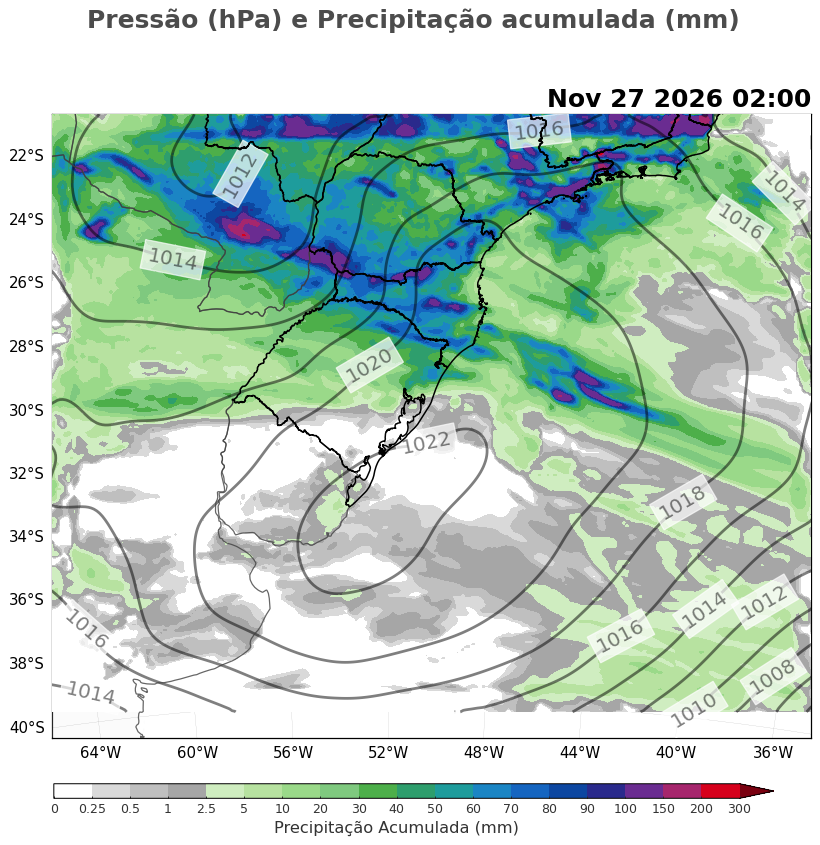 Pressão (hPa) e Precipitação acumulada (mm)
Nov 27 2026 02:00
1016
1014
1012
1016
22°S
24°S
1014
26°S
28°S
1020
30°S
1022
32°S
1018
34°S
36°S
1016
1014
1012
1016
38°S
1008
1014
1010
40°S
64°W 60°W 56°W 52°W 48°W 44°W 40°W 36°W
0 0.25 0.5 1 2.5 5 10 20 30 40 50 60 70 80 90 100 150 200 300
Precipitação Acumulada (mm)